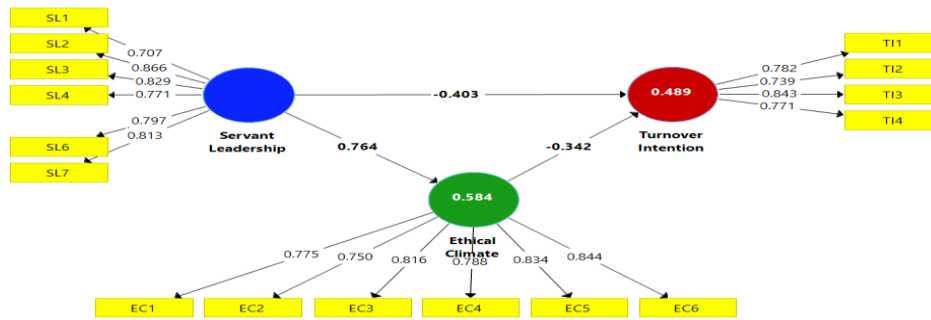 SL1
SL2
SL3
SL4
SL6
SL7
0.707
0.866
0.829
0.771
0.797
0.813
Servant
Leadership
-0.403
0.764
-0.342
0.489
Turnover
Intention
0.782
0.739
0.843
0.771
TI1
TI2
TI3
TI4
0.584
Ethical
Climate
0.775
0.750
0.816
0.788
0.834
0.844
EC1
EC2
EC3
EC4
EC5
EC6